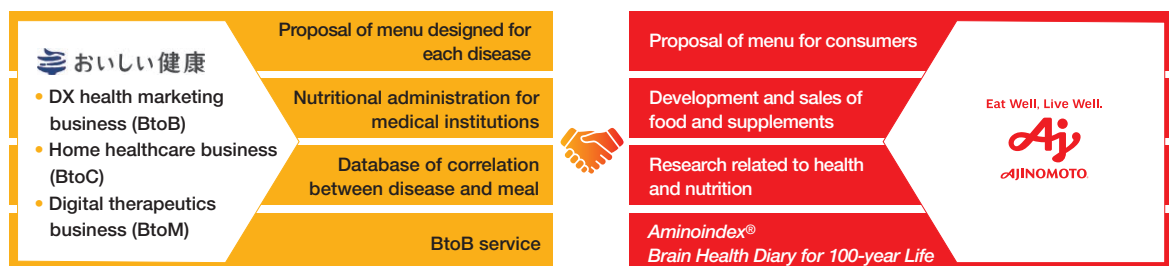 おいしい健康
• DX health marketing
business (BtoB)
• Home healthcare business
(BtoC)
• Digital therapeutics
business (BtoM)
Proposal of menu designed for
each disease
Nutritional administration for
medical institutions
Database of correlation
between disease and meal
BtoB service
Proposal of menu for consumers
Development and sales of
food and supplements
Research related to health
and nutrition
Aminoindex®
Brain Health Diary for 100-year Life
Eat Well, Live Well.
Aj
AJINOMOTO